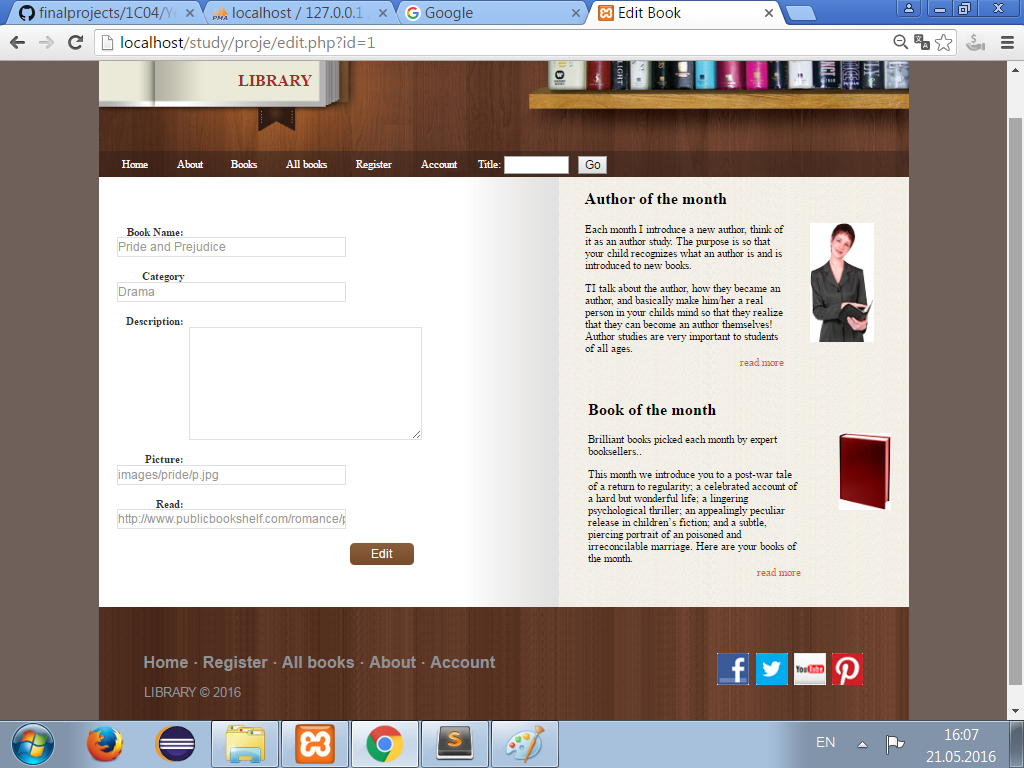 finalprojects/1C04/Ye
localhost / 127.0.0.1
Google
Edit Book
localhost/study/proje/edit.php?id=1
LIBRARY
Home About Books All books Register Account Title: Go
Book Name:
Pride and Prejudice
Category
Drama
Description:
Picture:
images/pride/p.jpg
Read:
http://www.publicbookshelf.com/romance/p
Edit
Author of the month
Each month I introduce a new author, think of
it as an author study. The purpose is so that
your child recognizes what an author is and is
introduced to new books.
TI talk about the author, how they became an
author, and basically make him/her a real
person in your childs mind so that they realize
that they can become an author themselves!
Author studies are very important to students
of all ages.
read more
Book of the month
Brilliant books picked each month by expert
booksellers..
This month we introduce you to a post-war tale
of a return to regularity; a celebrated account of
a hard but wonderful life; a lingering
psychological thriller; an appealingly peculiar
release in children’s fiction; and a subtle,
piercing portrait of an poisoned and
irreconcilable marriage. Here are your books of
the month.
read more
Home · Register · All books · About · Account
LIBRARY © 2016
You Tube
EN
16:07
21.05.2016